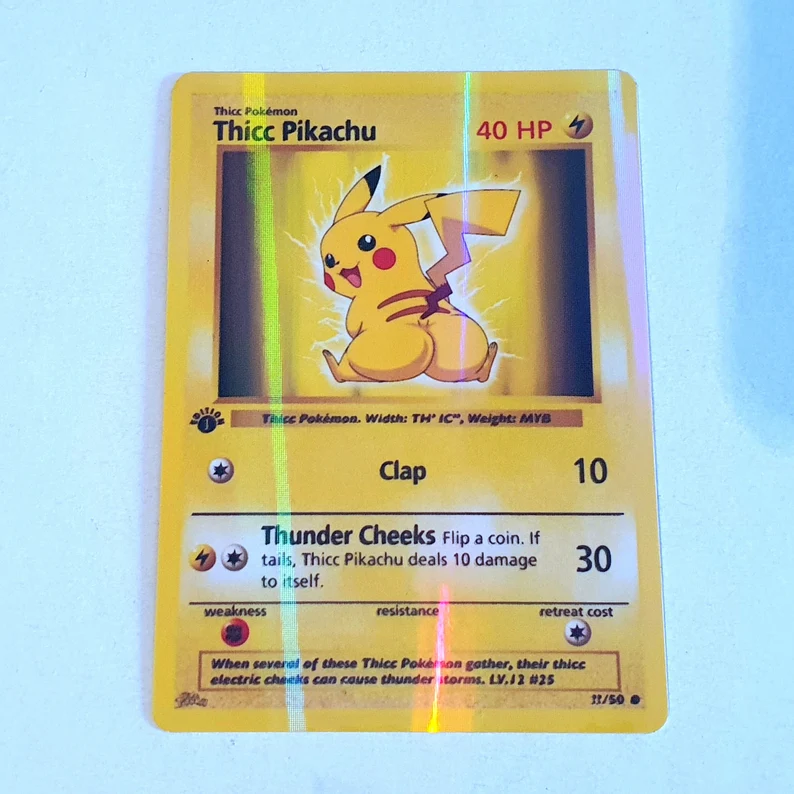 Thicc Pokémon
Thicc Pikachu 40 HP
EDITION
1
Thicc Pokémon. Width: TH' IC", Weight: MYB
Clap 10
Thunder Cheeks Flip a coin. If
tails, Thicc Pikachu deals 10 damage
to itself.
30
weakness resistance retreat cost
When several of these Thicc Pokémon gather, their thicc
electric cheeks can cause thunder storms. LV.12 #25
/50